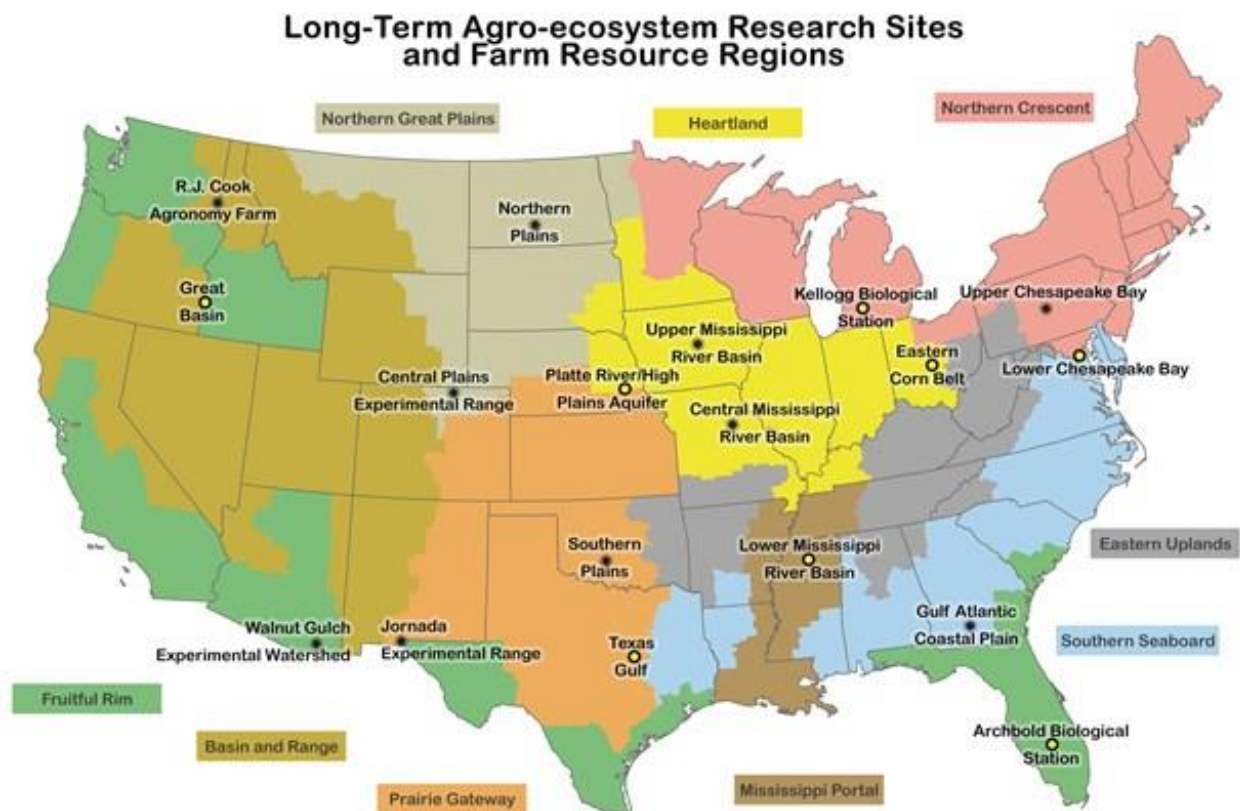 Long-Term Agro-ecosystem Research Sites
and Farm Resource Regions
Northern Great Plains
Heartland
Northern Crescent
R.J. Cook
Agronomy Farm
Northern
Plains
Great
Basin
Kellogg Biological
Station
Upper Chesapeake Bay
Upper Mississippi
River Basin
Eastern
Corn Belt
Lower Chesapeake Bay
Central Plains
Experimental Range
Platte River/High
Plains Aquifer
Central Mississippi
River Basin
Southern
Plains
Lower Mississippi
River Basin
Eastern Uplands
Walnut Gulch
Experimental Watershed
Jornada
Experimental Range
Texas
Gulf
Gulf Atlantic
Coastal Plain
Southern Seaboard
Fruitful Rim
Basin and Range
Archbold Biological
Station
Prairie Gateway
Mississippi Portal